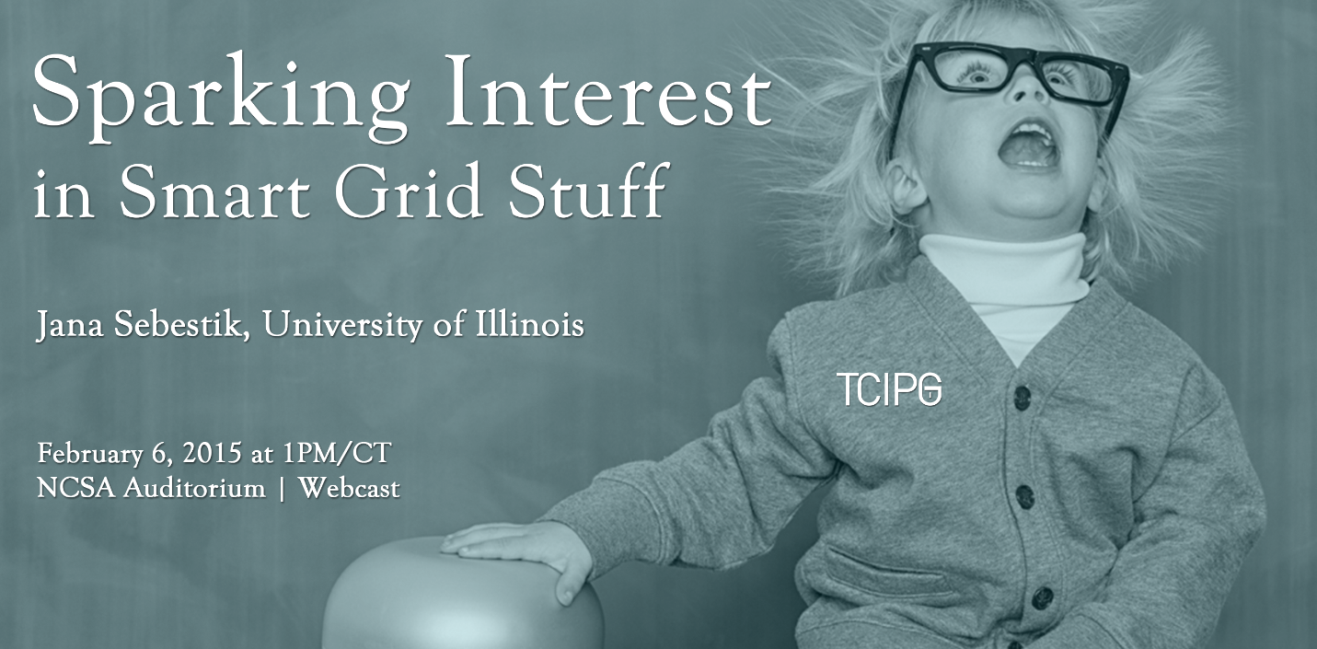 Sparking Interest
in Smart Grid Stuff
Jana Sebestik, University of Illinois
TCIPG
February 6, 2015 at 1PM/CT
NCSA Auditorium | Webcast